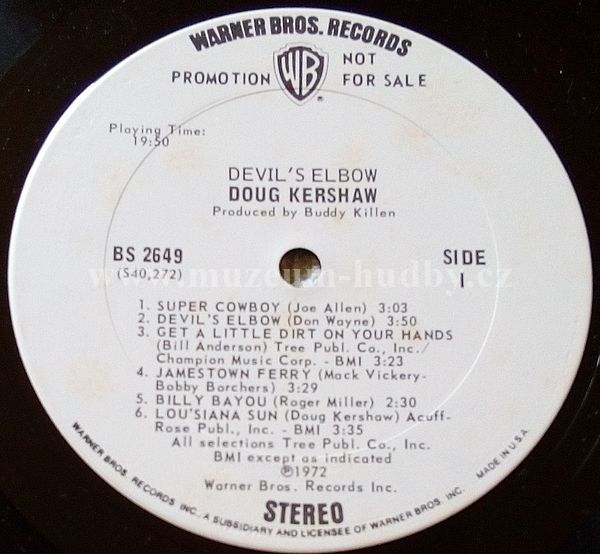 WARNER BROS. RECORDS
PROMOTION
WB
®
NOT
FOR SALE
Playing Time:
19:50
DEVIL'S ELBOW
DOUG KERSHAW
Produced by Buddy Killen
BS 2649
(S40,272)
SIDE
1
www.muzeum-hudby.cz
1. SUPER COWBOY (Joe Allen) 3:03
2. DEVIL'S ELBOW (Don Wayne) 3:50
3. GET A LITTLE DIRT ON YOUR HANDS
(Bill Anderson) Tree Publ. Co., Inc./
Champion Music Corp. - BMI 3:23
4. JAMESTOWN FERRY (Mack Vickery-
Bobby Borchers) 3:29
5. BILLY BAYOU (Roger Miller) 2:30
6. LOU'SIANA SUN (Doug Kershaw) Acuff-
Rose Publ., Inc. - BMI 3:35
All selections Tree Publ. Co., Inc.
BMI except as indicated
℗1972
Warner Bros. Records Inc.
STEREO
WARNER BROS. RECORDS INC., A SUBSIDIARY AND LICENSEE OF WARNER BROS. INC. MADE IN U.S.A.